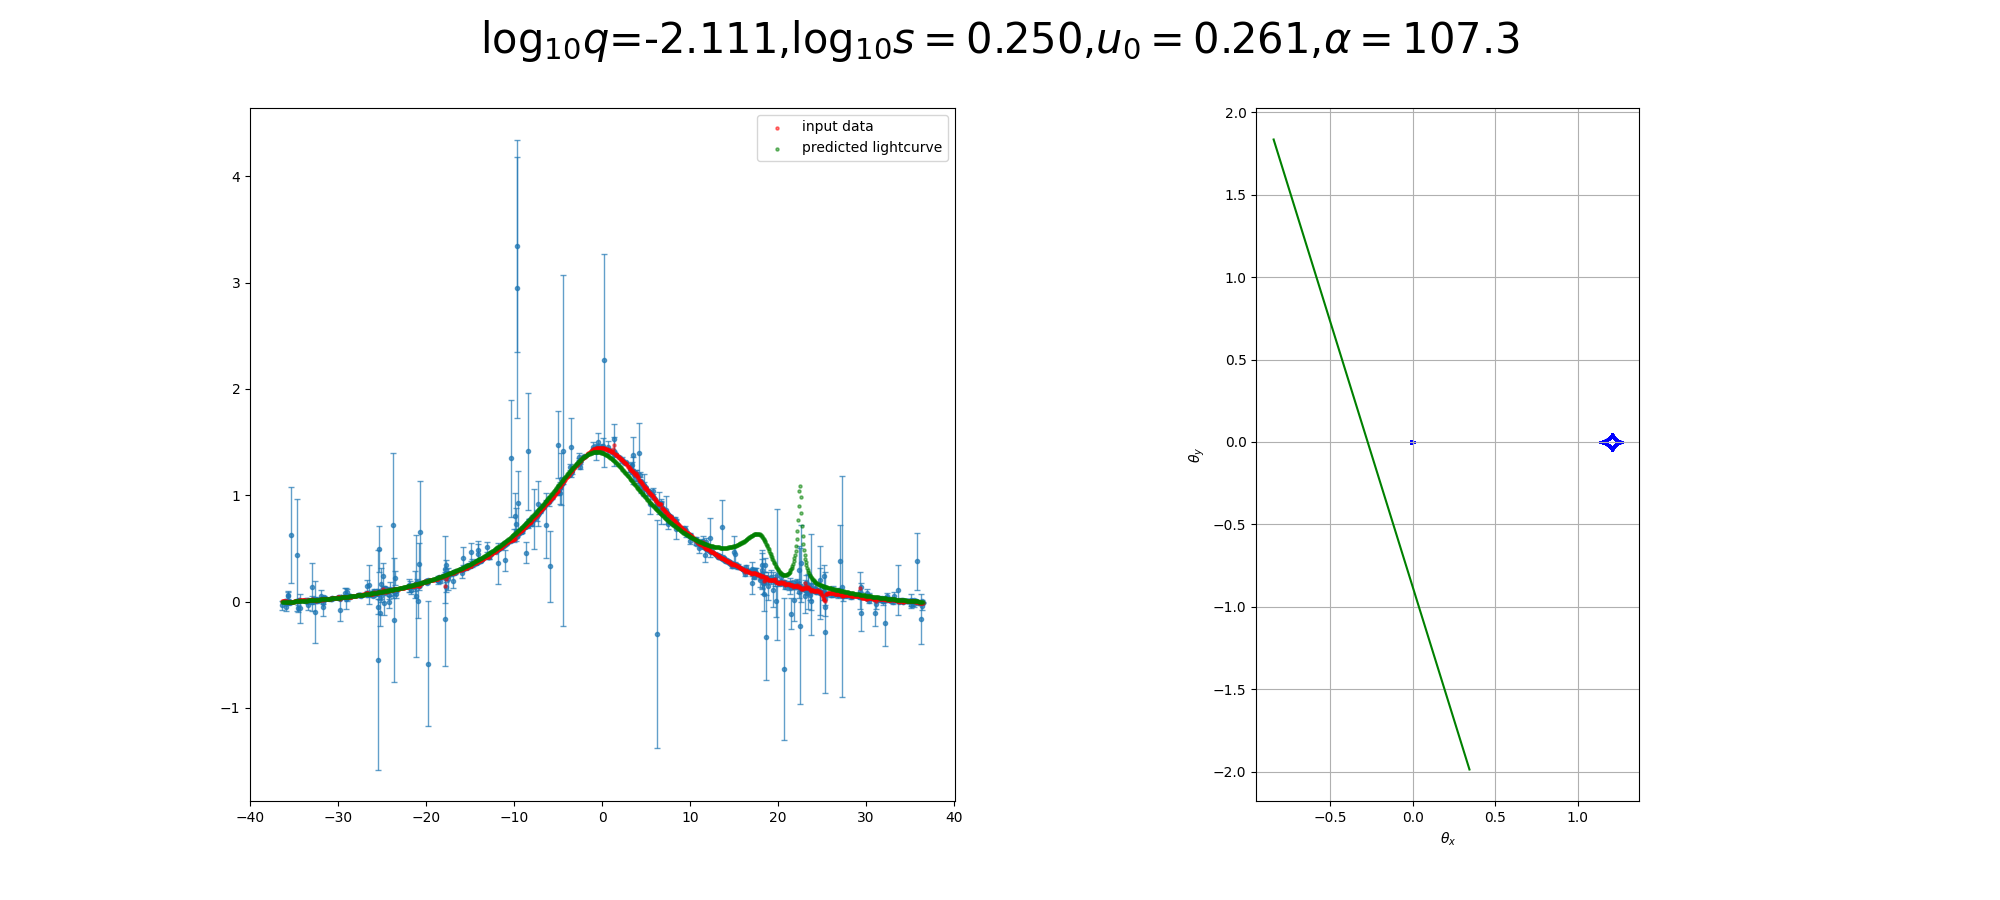 log₁₀q=-2.111,log₁₀s = 0.250,u₀ = 0.261,α = 107.3
input data
predicted lightcurve
4
3
2
1
0
−1
−40 −30 −20 −10 0 10 20 30 40
2.0
1.5
1.0
0.5
0.0
−0.5
−1.0
−1.5
−2.0
θy
−0.5 0.0 0.5 1.0
θx